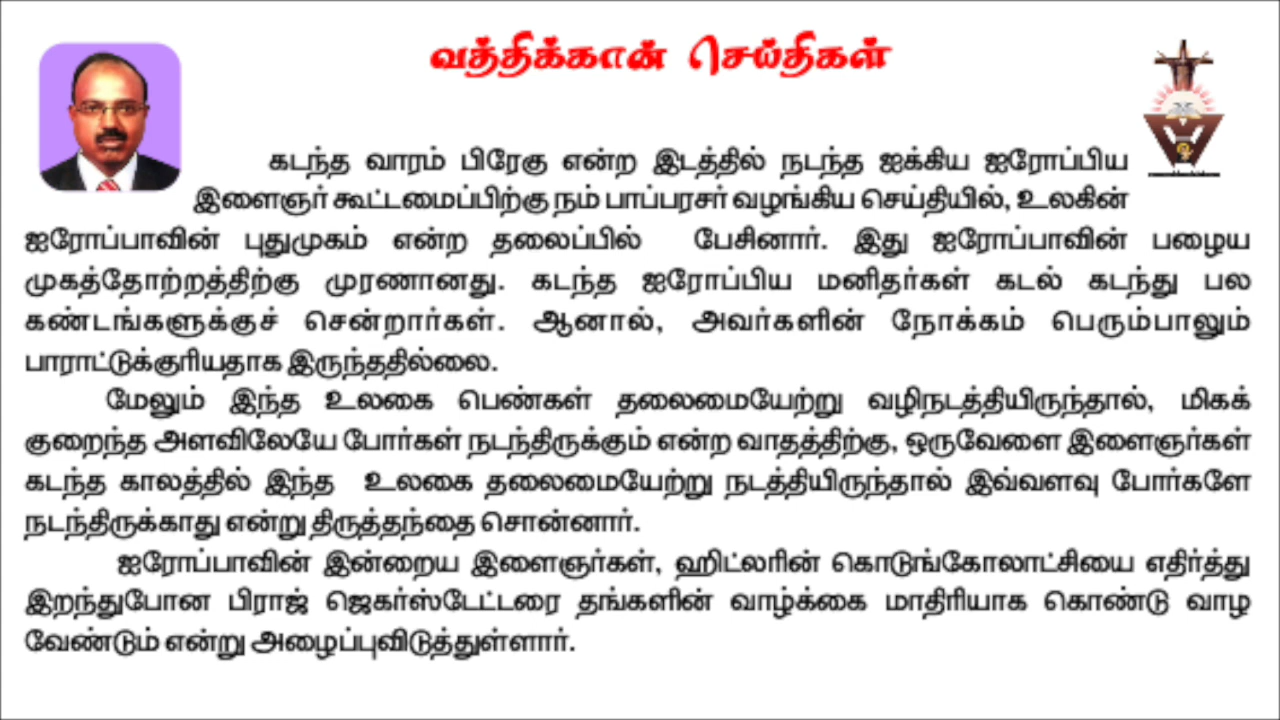 வத்திக்கான் செய்திகள்
கடந்த வாரம் பிரேகு என்ற இடத்தில் நடந்த ஐக்கிய ஐரோப்பிய
இளைஞர் கூட்டமைப்பிற்கு நம் பாப்பரசர் வழங்கிய செய்தியில், உலகின்
ஐரோப்பாவின் புதுமுகம் என்ற தலைப்பில் பேசினார். இது ஐரோப்பாவின் பழைய
முகத்தோற்றத்திற்கு முரணானது. கடந்த ஐரோப்பிய மனிதர்கள் கடல் கடந்து பல
கண்டங்களுக்குச் சென்றார்கள். ஆனால், அவர்களின் நோக்கம் பெரும்பாலும்
பாராட்டுக்குரியதாக இருந்ததில்லை.
மேலும் இந்த உலகை பெண்கள் தலைமையேற்று வழிநடத்தியிருந்தால், மிகக்
குறைந்த அளவிலேயே போர்கள் நடந்திருக்கும் என்ற வாதத்திற்கு, ஒருவேளை இளைஞர்கள்
கடந்த காலத்தில் இந்த உலகை தலைமையேற்று நடத்தியிருந்தால் இவ்வளவு போர்களே
நடந்திருக்காது என்று திருத்தந்தை சொன்னார்.
ஐரோப்பாவின் இன்றைய இளைஞர்கள், ஹிட்லரின் கொடுங்கோலாட்சியை எதிர்த்து
இறந்துபோன பிராஜ் ஜெகர்ஸ்டேட்டரை தங்களின் வாழ்க்கை மாதிரியாக கொண்டு வாழ
வேண்டும் என்று அழைப்புவிடுத்துள்ளார்.